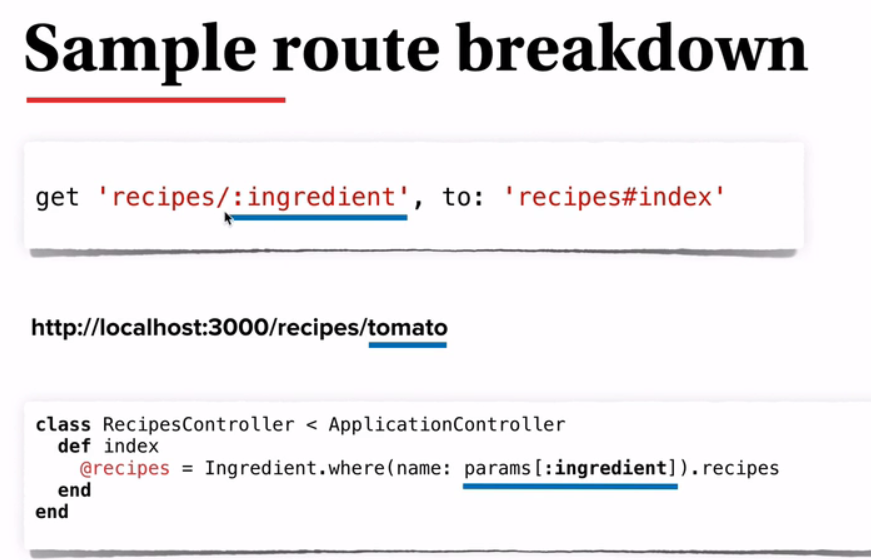 Sample route breakdown
get 'recipes/:ingredient', to: 'recipes#index'
http://localhost:3000/recipes/tomato
class RecipesController < ApplicationController
  def index
    @recipes = Ingredient.where(name: params[:ingredient]).recipes
  end
end